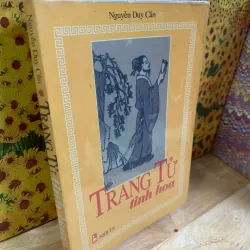 Nguyễn Duy Cần
TRANG TỬ
tinh hoa